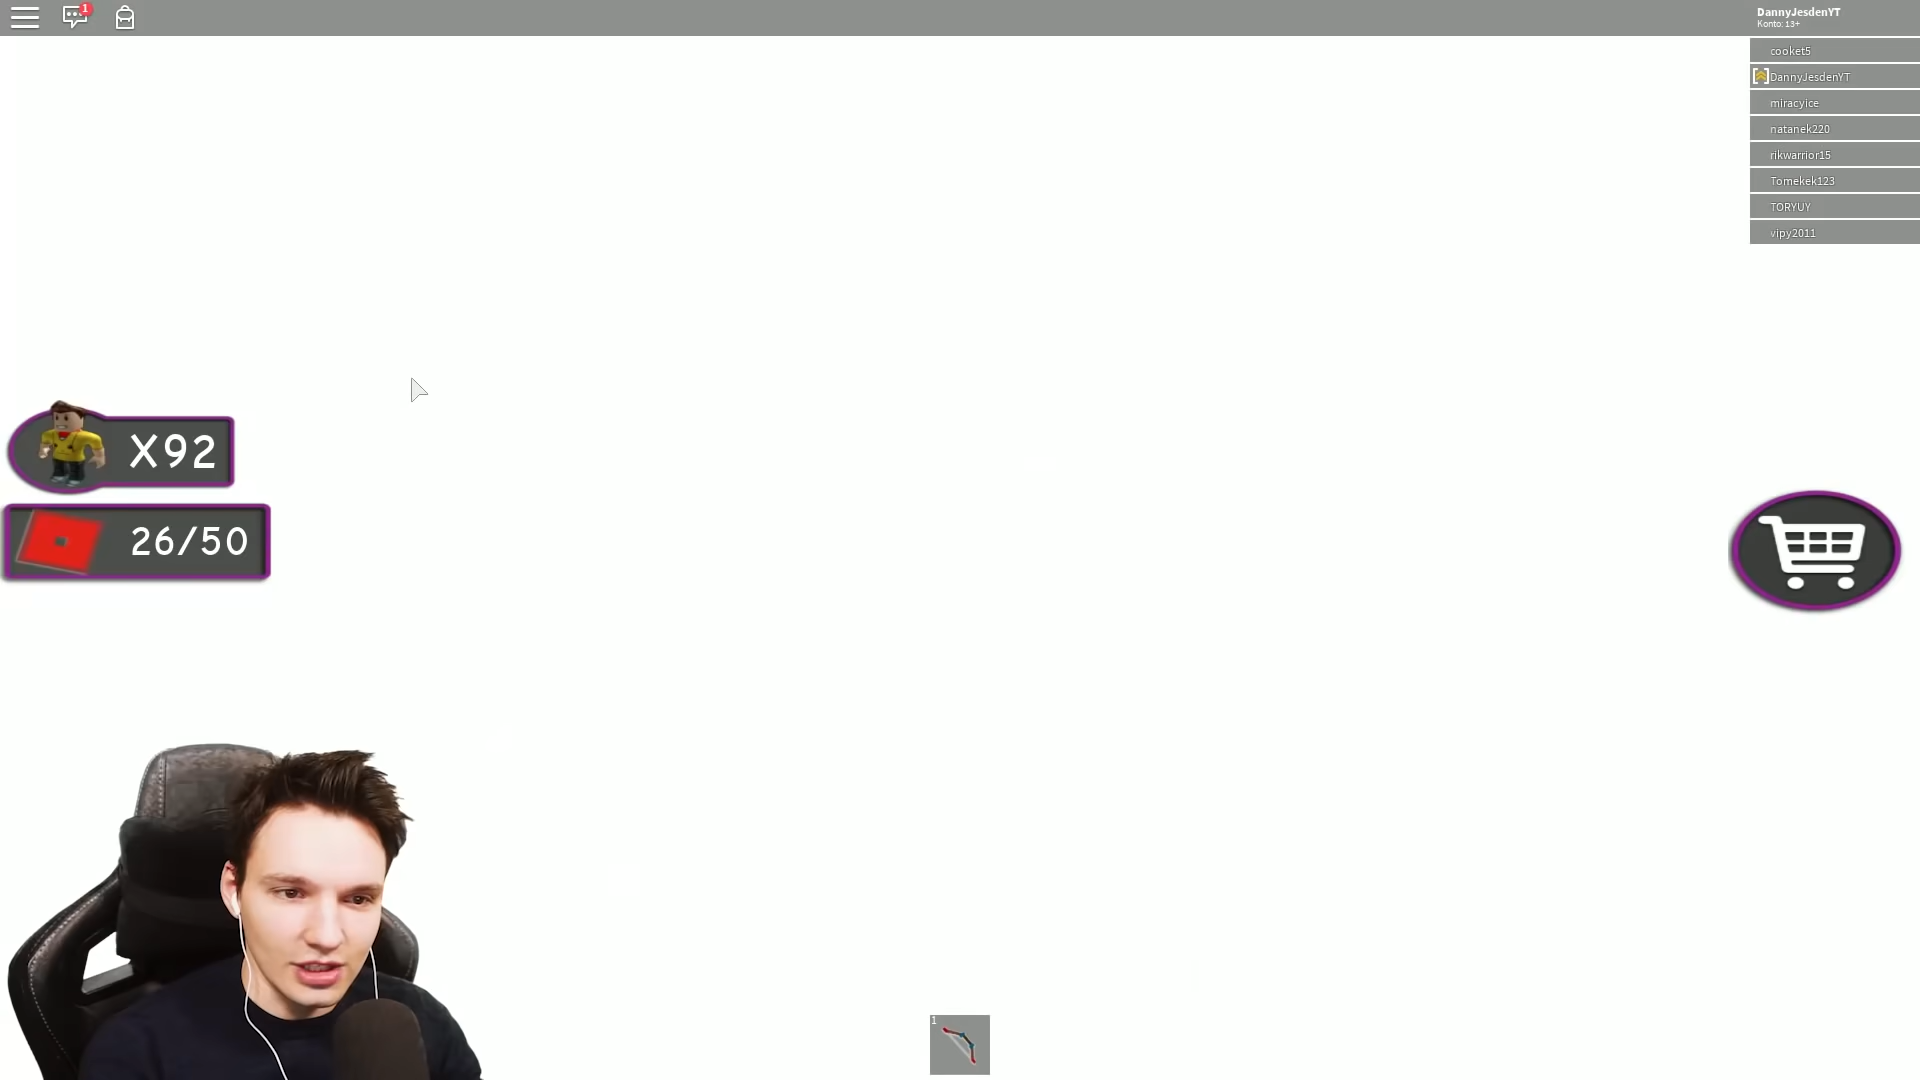 1
DannyJesdenYT
Konto: 13+
cooket5
DannyJesdenYT
miracyice
natanek220
rikwarrior15
Tomekek123
TORYUY
vipy2011
X92
26/50
1